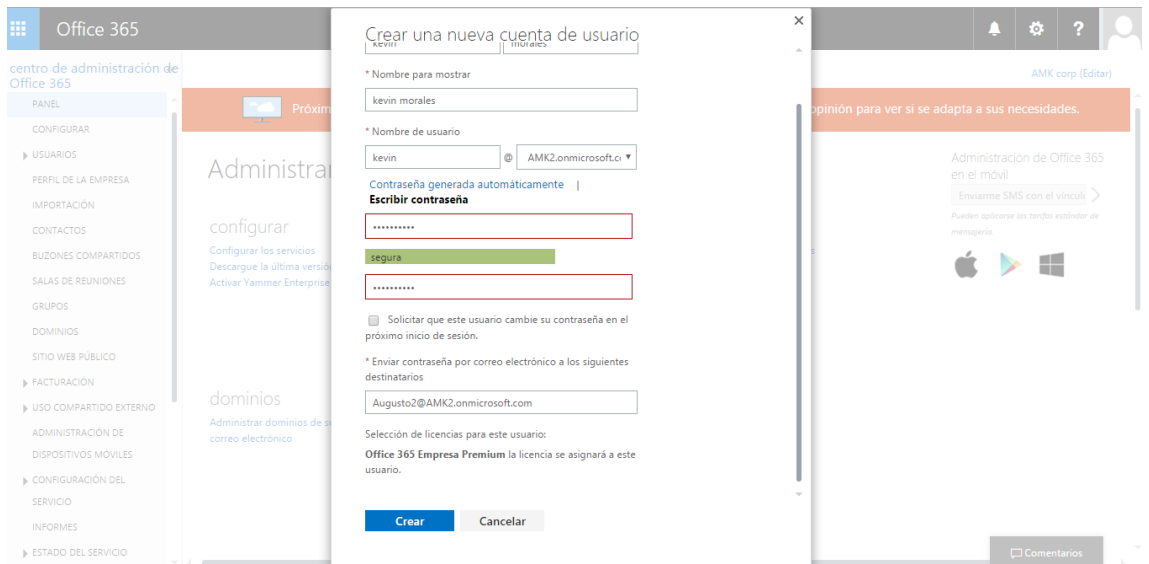 Office 365
?
centro de administración de
Office 365
PANEL
CONFIGURAR
USUARIOS
PERFIL DE LA EMPRESA
IMPORTACIÓN
CONTACTOS
BUZONES COMPARTIDOS
SALAS DE REUNIONES
GRUPOS
DOMINIOS
SITIO WEB PÚBLICO
FACTURACIÓN
USO COMPARTIDO EXTERNO
ADMINISTRACIÓN DE
DISPOSITIVOS MÓVILES
CONFIGURACIÓN DEL
SERVICIO
INFORMES
ESTADO DEL SERVICIO
AMK corp (Editar)
Próxim
opinión para ver si se adapta a sus necesidades.
Administrar
configurar
Configurar los servicios
Descargue la última versió
Activar Yammer Enterprise
dominios
Administrar dominios de s
correo electrónico
Crear una nueva cuenta de usuario
kevin morales
* Nombre para mostrar
kevin morales
* Nombre de usuario
kevin @ AMK2.onmicrosoft.c
Contraseña generada automáticamente |
Escribir contraseña
••••••••••
segura
••••••••••
Solicitar que este usuario cambie su contraseña en el
próximo inicio de sesión.
* Enviar contraseña por correo electrónico a los siguientes
destinatarios
Augusto2@AMK2.onmicrosoft.com
Selección de licencias para este usuario:
Office 365 Empresa Premium la licencia se asignará a este
usuario.
Crear Cancelar
Administración de Office 365
en el móvil
Enviarme SMS con el vínculo
Pueden aplicarse las tarifas estándar de
mensajería.
Comentarios